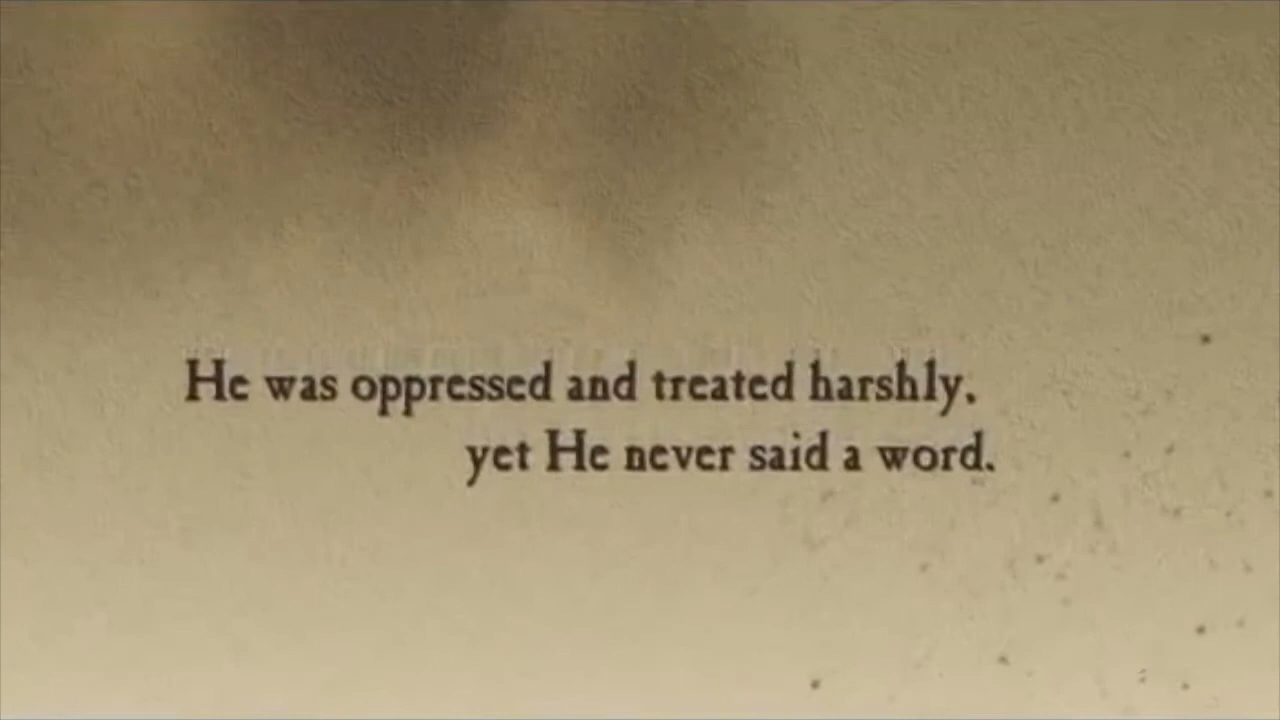 He was oppressed and treated harshly,
yet He never said a word.